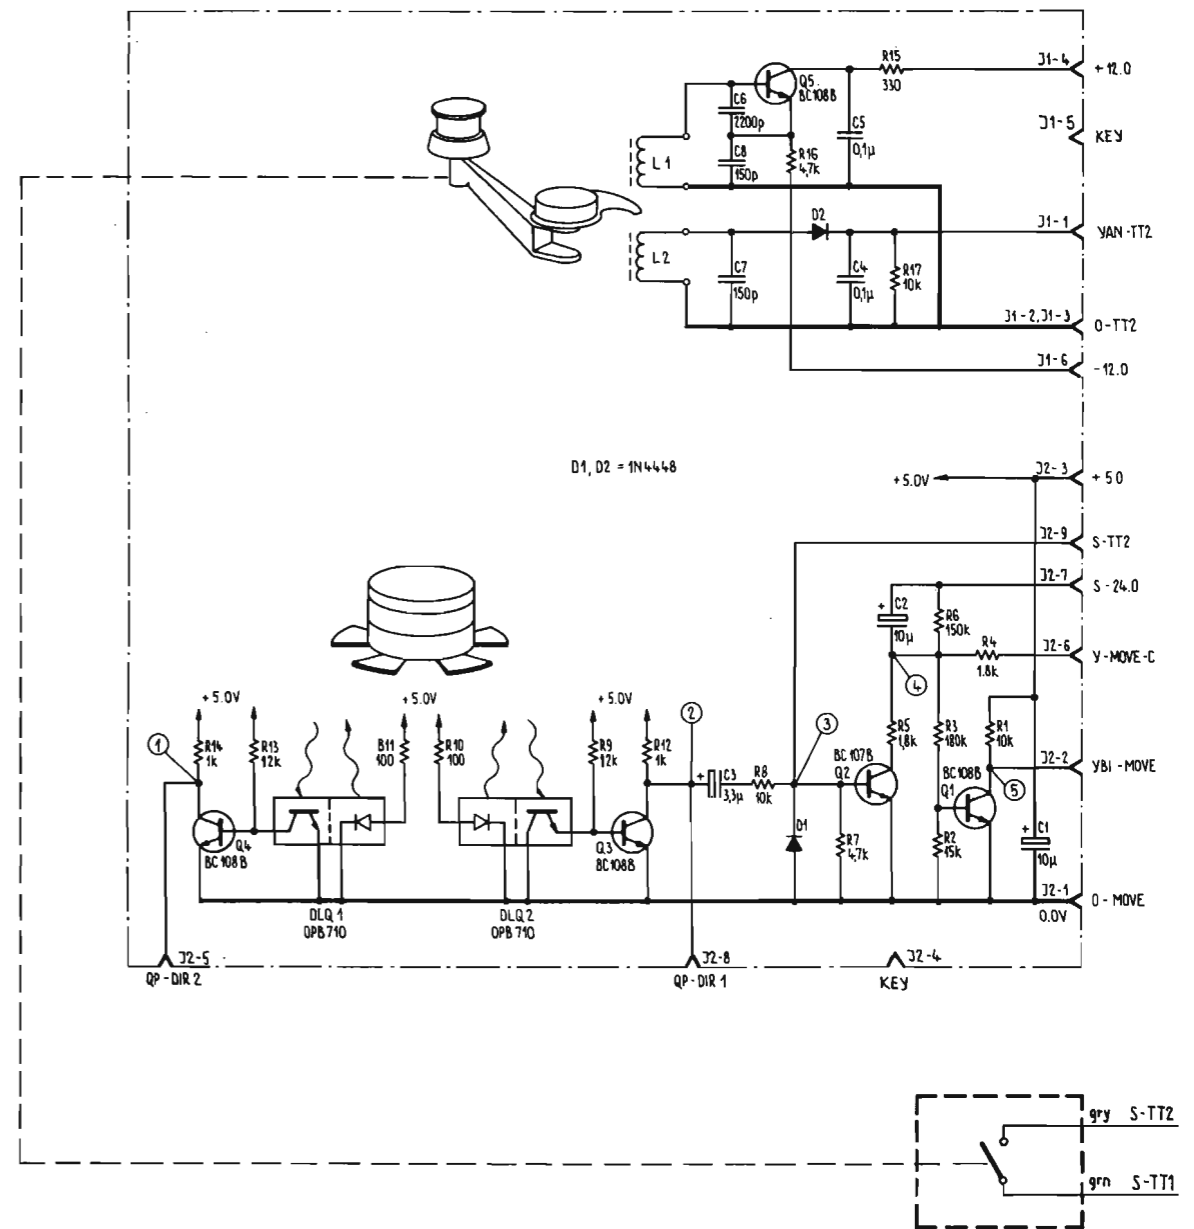 R15
330
J1-4
+12.0
Q5
BC108B
C6
2200p
C5
0,1µ
J1-5
KEY
L1
C8
150p
R16
4,7k
D2
J1-1
YAN-TT2
L2
C7
150p
C4
0,1µ
R17
10k
J1-2, J1-3
0-TT2
J1-6
-12.0
D1, D2 = 1N4448
+5.0V
J2-3
+50
J2-9
S-TT2
J2-7
S-24.0
+ C2
10µ
R6
150k
R4
1.8k
J2-6
Y-MOVE-C
4
+5.0V
+5.0V
+5.0V
1
R14
1k
R13
12k
B11
100
R10
100
R9
12k
R12
1k
2
3
+ C3
3,3µ
R8
10k
BC107B
Q2
R5
1,8k
R3
180k
R1
10k
BC108B
Q1
5
J2-2
YBI-MOVE
Q4
BC108B
Q3
BC108B
D1
R7
4,7k
R2
15k
+ C1
10µ
DLQ1
OPB710
DLQ2
OPB710
J2-1
0-MOVE
0.0V
J2-5
QP-DIR2
J2-8
QP-DIR1
J2-4
KEY
gry S-TT2
grn S-TT1